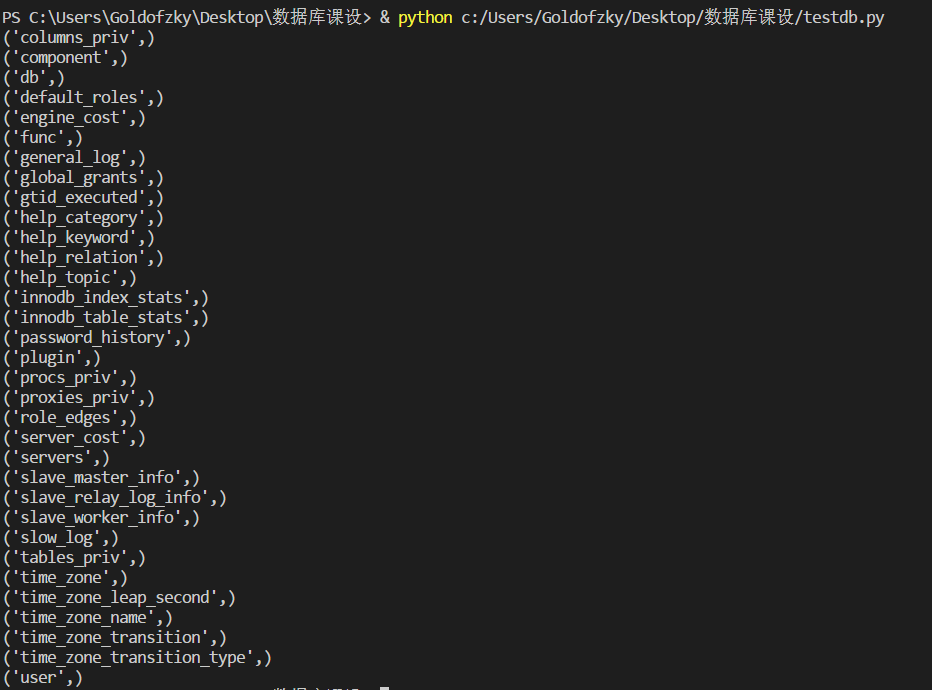 PS C:\Users\Goldofzky\Desktop\数据库课设> & python c:/Users/Goldofzky/Desktop/数据库课设/testdb.py
('columns_priv',)
('component',)
('db',)
('default_roles',)
('engine_cost',)
('func',)
('general_log',)
('global_grants',)
('gtid_executed',)
('help_category',)
('help_keyword',)
('help_relation',)
('help_topic',)
('innodb_index_stats',)
('innodb_table_stats',)
('password_history',)
('plugin',)
('procs_priv',)
('proxies_priv',)
('role_edges',)
('server_cost',)
('servers',)
('slave_master_info',)
('slave_relay_log_info',)
('slave_worker_info',)
('slow_log',)
('tables_priv',)
('time_zone',)
('time_zone_leap_second',)
('time_zone_name',)
('time_zone_transition',)
('time_zone_transition_type',)
('user',)